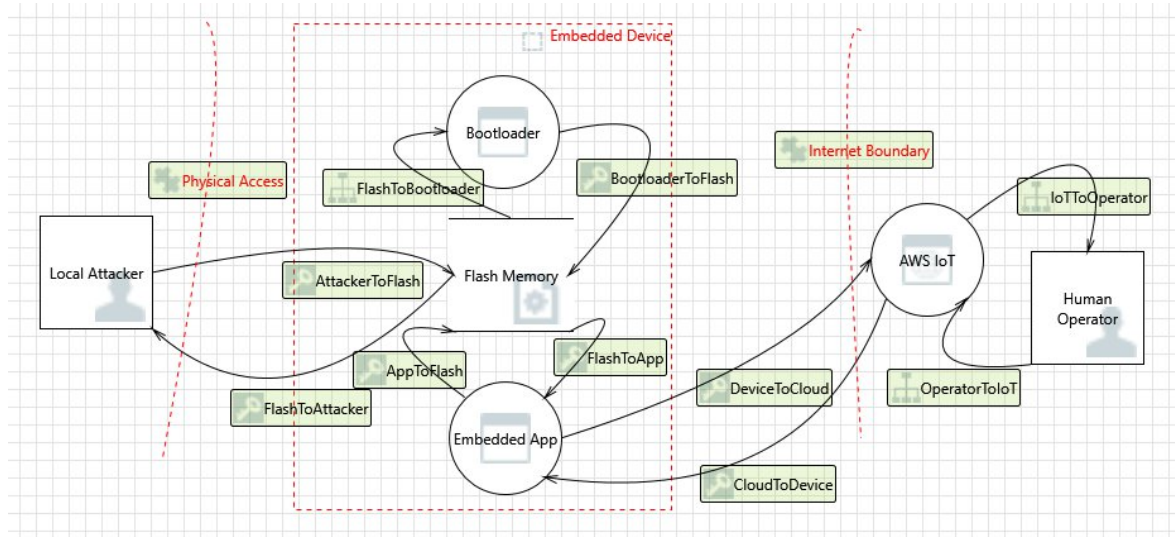 Embedded Device
Bootloader
Internet Boundary
Physical Access
FlashToBootloader
BootloaderToFlash
IoTToOperator
AWS IoT
Local Attacker
AttackerToFlash
Flash Memory
Human
Operator
AppToFlash
FlashToApp
DeviceToCloud
OperatorToIoT
FlashToAttacker
Embedded App
CloudToDevice